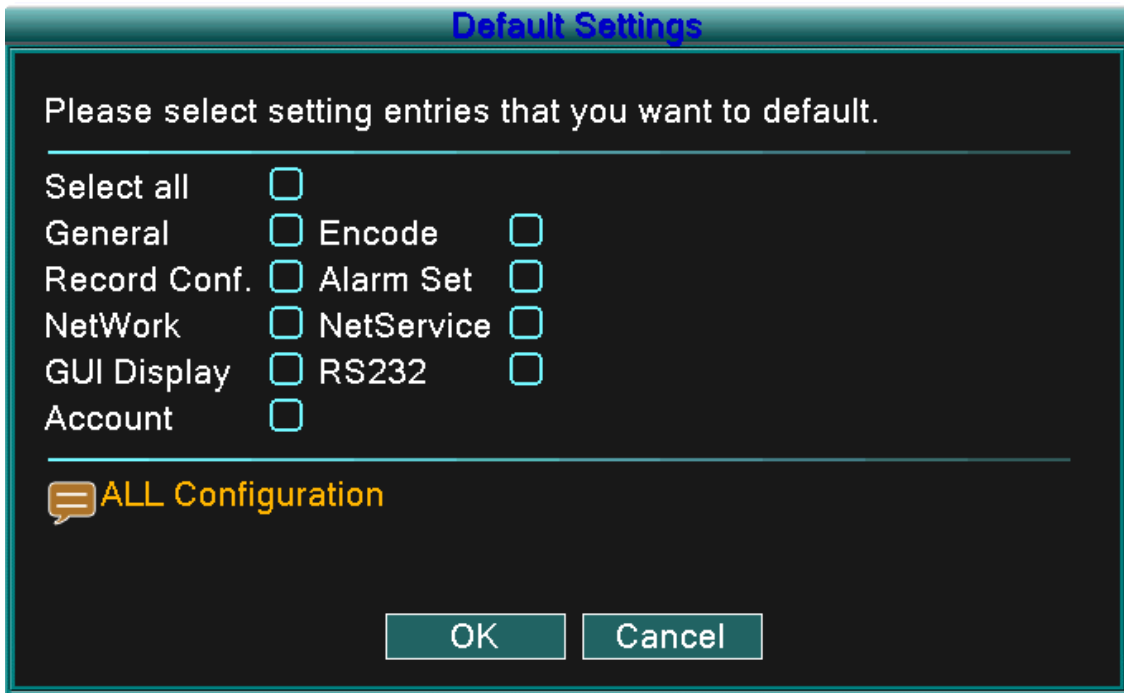 Default Settings
Please select setting entries that you want to default.
Select all
General Encode
Record Conf. Alarm Set
NetWork NetService
GUI Display RS232
Account
ALL Configuration
OK Cancel